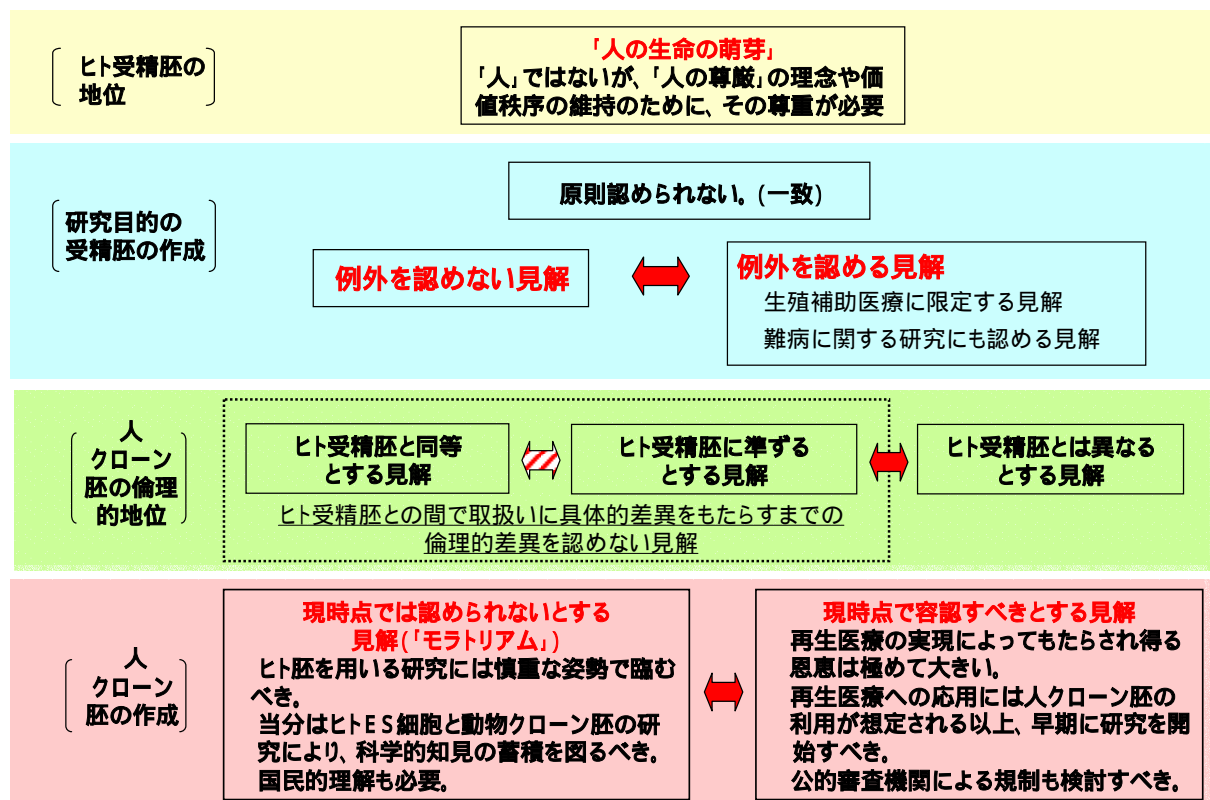 ヒト受精胚の
地位
「人の生命の萌芽」
「人」ではないが、「人の尊厳」の理念や価
値秩序の維持のために、その尊重が必要
研究目的の
受精胚の作成
原則認められない。(一致)
例外を認めない見解
例外を認める見解
生殖補助医療に限定する見解
難病に関する研究にも認める見解
人
クローン
胚の倫理
的地位
ヒト受精胚と同等
とする見解
ヒト受精胚に準ずる
とする見解
ヒト受精胚とは異なる
とする見解
ヒト受精胚との間で取扱いに具体的差異をもたらすまでの
倫理的差異を認めない見解
人
クローン
胚の作成
現時点では認められないとする
見解(「モラトリアム」)
ヒト胚を用いる研究には慎重な姿勢で臨む
べき。
当分はヒトES細胞と動物クローン胚の研
究により、科学的知見の蓄積を図るべき。
国民的理解も必要。
現時点で容認すべきとする見解
再生医療の実現によってもたらされ得る
恩恵は極めて大きい。
再生医療への応用には人クローン胚の
利用が想定される以上、早期に研究を開
始すべき。
公的審査機関による規制も検討すべき。